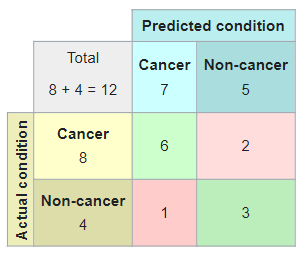 Predicted condition
Total
8 + 4 = 12
Cancer
7
Non-cancer
5
Actual condition
Cancer
8
6
2
Non-cancer
4
1
3